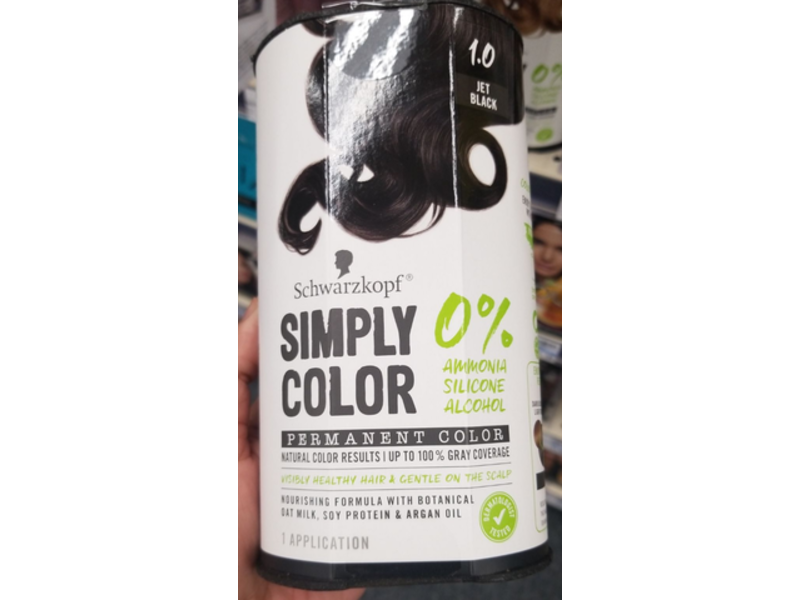 1.0
JET
BLACK
0%
Schwarzkopf®
SIMPLY
COLOR
0%
AMMONIA
SILICONE
ALCOHOL
PERMANENT COLOR
NATURAL COLOR RESULTS | UP TO 100% GRAY COVERAGE
VISIBLY HEALTHY HAIR & GENTLE ON THE SCALP
NOURISHING FORMULA WITH BOTANICAL
OAT MILK, SOY PROTEIN & ARGAN OIL
DERMATOLOGIST
TESTED
1 APPLICATION